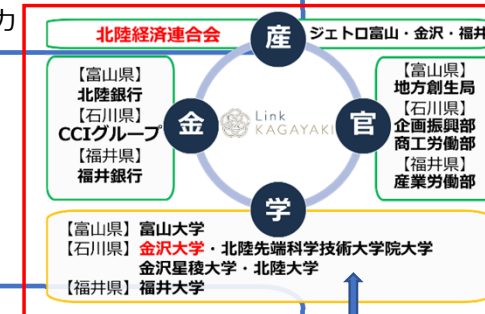 力
北陸経済連合会
産
ジェトロ富山・金沢・福井
【富山県】
北陸銀行
【石川県】
CCIグループ
【福井県】
福井銀行
金
Link
KAGAYAKI
官
【富山県】
地方創生局
【石川県】
企画振興部
商工労働部
【福井県】
産業労働部
学
【富山県】富山大学
【石川県】金沢大学・北陸先端科学技術大学院大学
金沢星稜大学・北陸大学
【福井県】福井大学